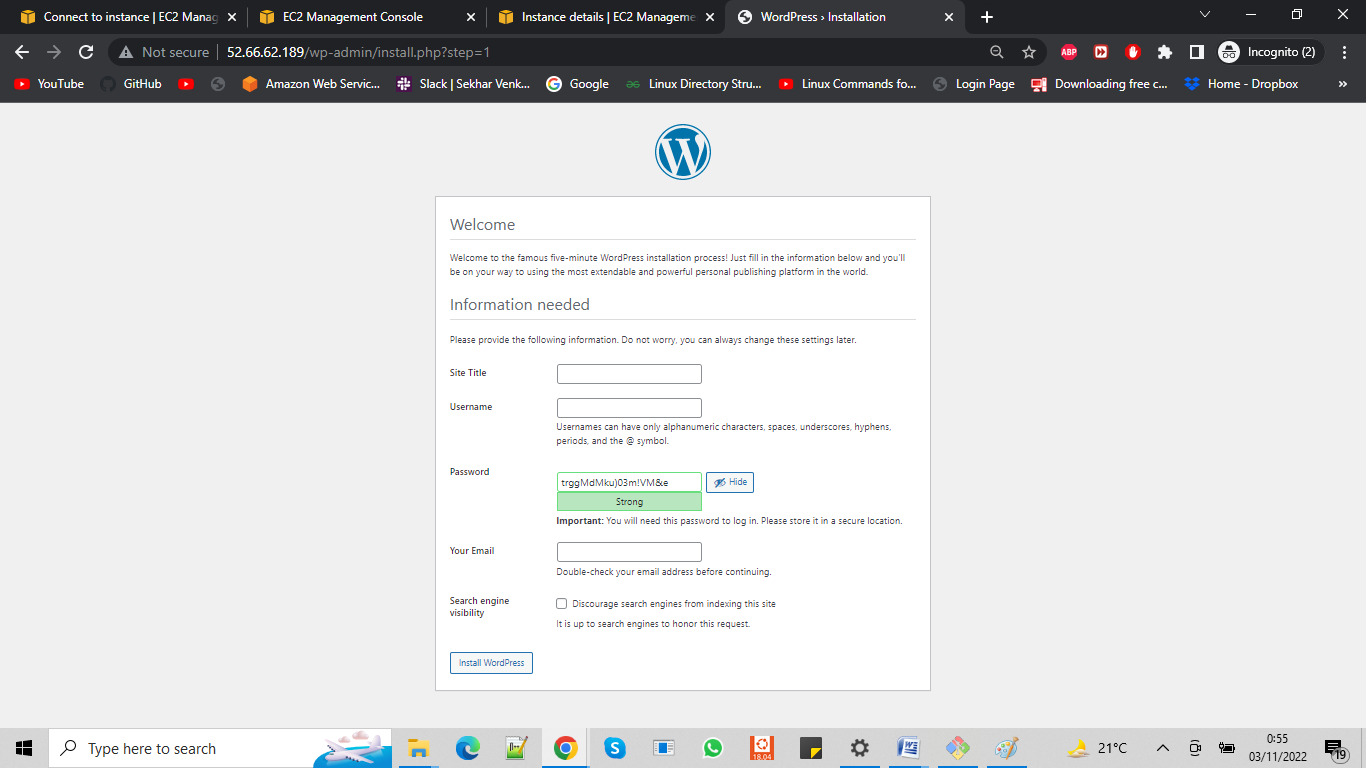 Connect to instance | EC2 Manag
EC2 Management Console
Instance details | EC2 Manageme
WordPress › Installation
Not secure 52.66.62.189/wp-admin/install.php?step=1
ABP
Incognito (2)
YouTube
GitHub
Amazon Web Servic...
Slack | Sekhar Venk...
Google
Linux Directory Stru...
Linux Commands fo...
Login Page
Downloading free c...
Home - Dropbox
»
W
Welcome
Welcome to the famous five-minute WordPress installation process! Just fill in the information below and you'll
be on your way to using the most extendable and powerful personal publishing platform in the world.
Information needed
Please provide the following information. Do not worry, you can always change these settings later.
Site Title
Username
Usernames can have only alphanumeric characters, spaces, underscores, hyphens,
periods, and the @ symbol.
Password
trggMdMku)03m!VM&e
Hide
Strong
Important: You will need this password to log in. Please store it in a secure location.
Your Email
Double-check your email address before continuing.
Search engine
visibility
Discourage search engines from indexing this site
It is up to search engines to honor this request.
Install WordPress
Type here to search
18.04
21°C
0:55
03/11/2022
19